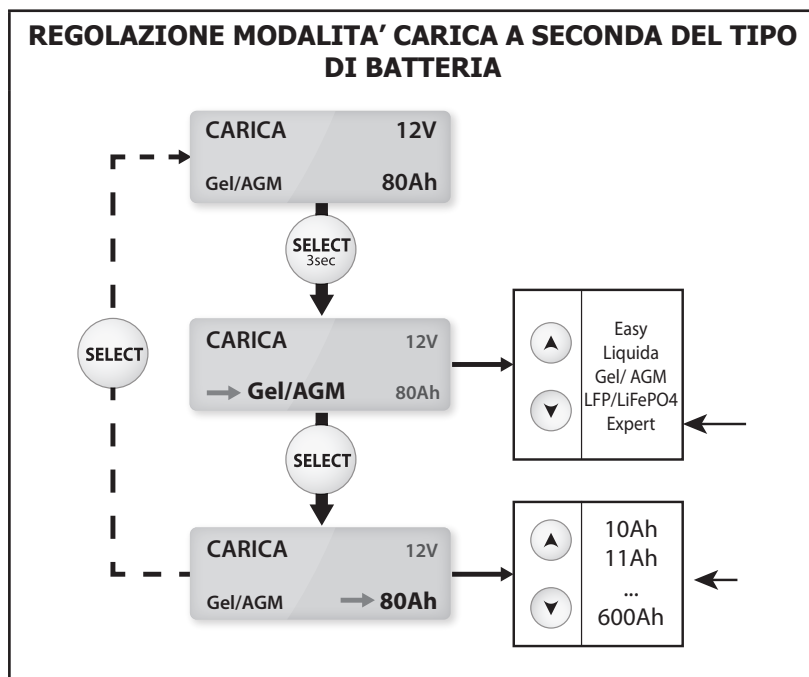 REGOLAZIONE MODALITA’ CARICA A SECONDA DEL TIPO
DI BATTERIA
CARICA 12V
Gel/AGM 80Ah
SELECT
3sec
CARICA 12V
Gel/AGM 80Ah
Easy
Liquida
Gel/ AGM
LFP/LiFePO4
Expert
SELECT
SELECT
CARICA 12V
Gel/AGM 80Ah
10Ah
11Ah
...
600Ah